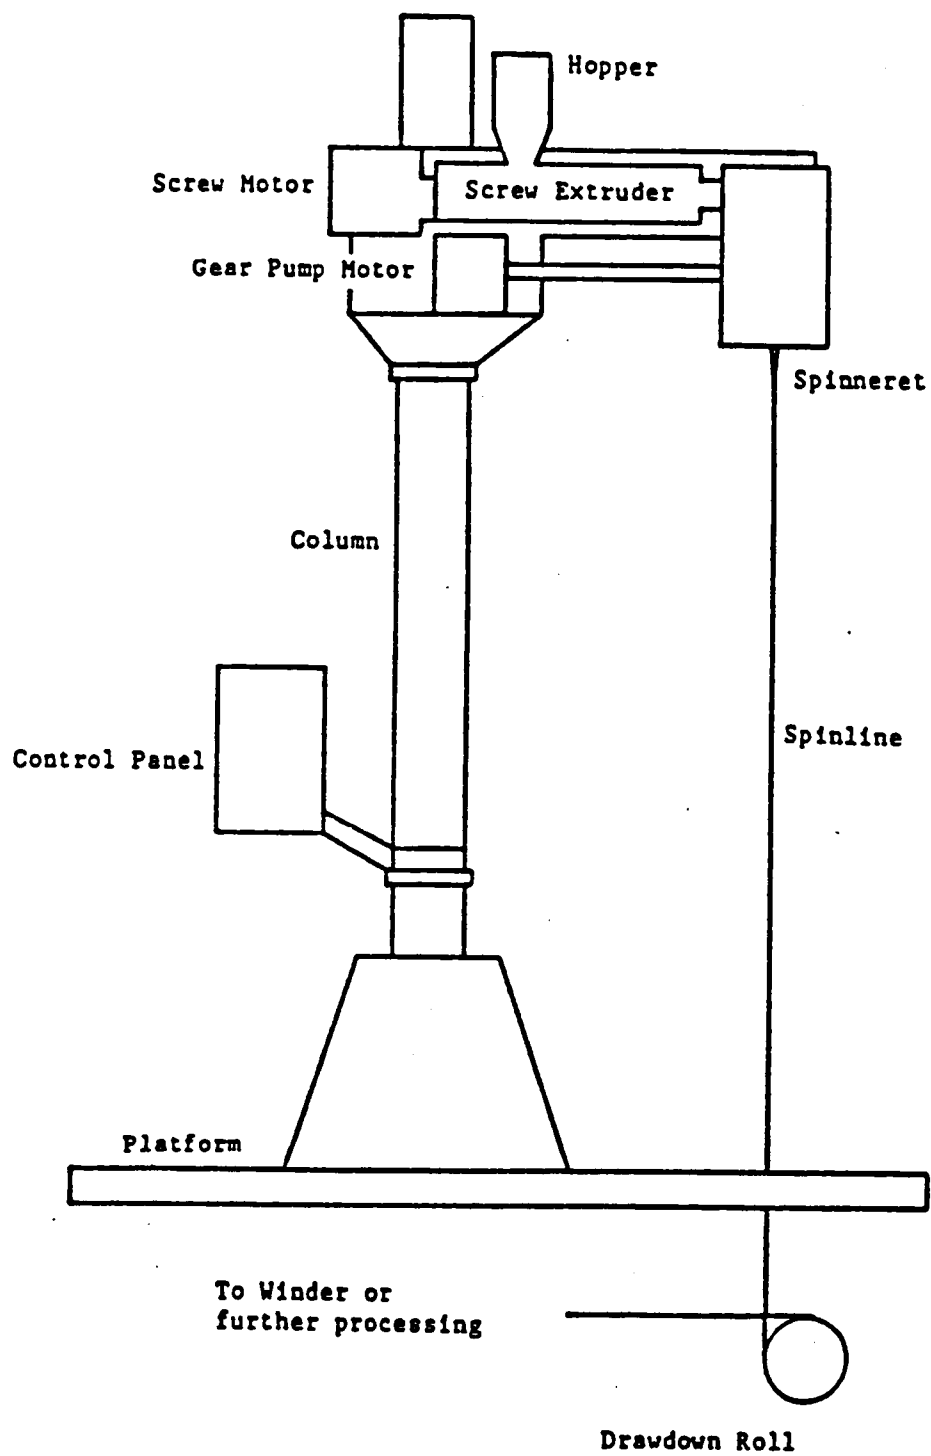 Hopper
Screw Motor
Screw Extruder
Gear Pump Motor
Spinneret
Column
Spinline
Control Panel
Platform
To Winder or
further processing
Drawdown Roll